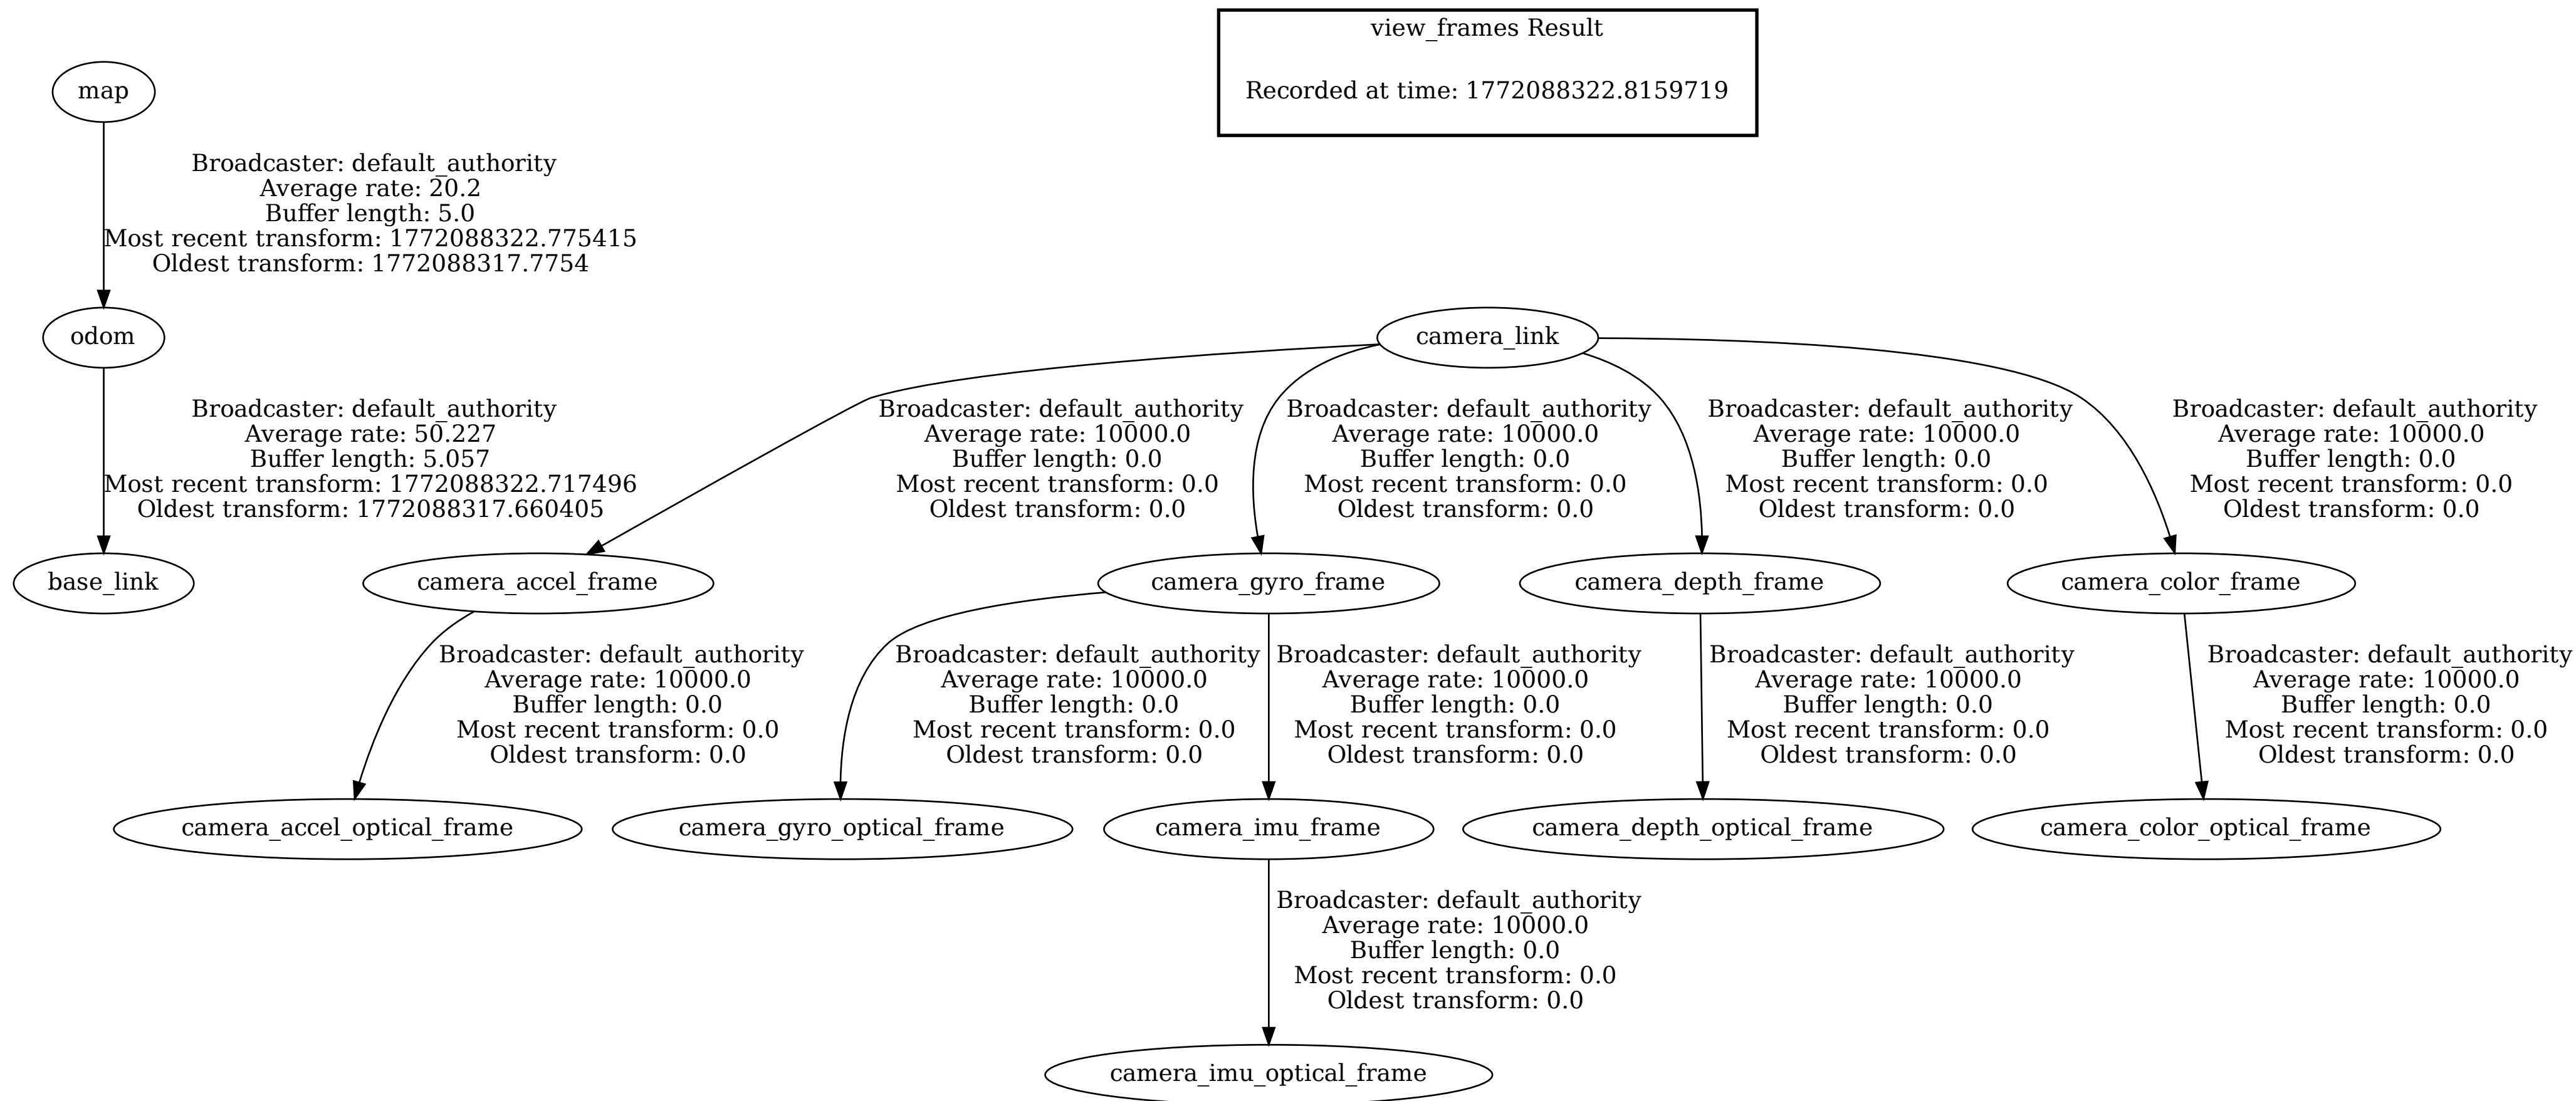 view_frames Result
Recorded at time: 1772088322.8159719
map
Broadcaster: default_authority
Average rate: 20.2
Buffer length: 5.0
Most recent transform: 1772088322.775415
Oldest transform: 1772088317.7754
odom
camera_link
Broadcaster: default_authority
Average rate: 50.227
Buffer length: 5.057
Most recent transform: 1772088322.717496
Oldest transform: 1772088317.660405
Broadcaster: default_authority
Average rate: 10000.0
Buffer length: 0.0
Most recent transform: 0.0
Oldest transform: 0.0
Broadcaster: default_authority
Average rate: 10000.0
Buffer length: 0.0
Most recent transform: 0.0
Oldest transform: 0.0
Broadcaster: default_authority
Average rate: 10000.0
Buffer length: 0.0
Most recent transform: 0.0
Oldest transform: 0.0
Broadcaster: default_authority
Average rate: 10000.0
Buffer length: 0.0
Most recent transform: 0.0
Oldest transform: 0.0
base_link
camera_accel_frame
camera_gyro_frame
camera_depth_frame
camera_color_frame
Broadcaster: default_authority
Average rate: 10000.0
Buffer length: 0.0
Most recent transform: 0.0
Oldest transform: 0.0
Broadcaster: default_authority
Average rate: 10000.0
Buffer length: 0.0
Most recent transform: 0.0
Oldest transform: 0.0
Broadcaster: default_authority
Average rate: 10000.0
Buffer length: 0.0
Most recent transform: 0.0
Oldest transform: 0.0
Broadcaster: default_authority
Average rate: 10000.0
Buffer length: 0.0
Most recent transform: 0.0
Oldest transform: 0.0
Broadcaster: default_authority
Average rate: 10000.0
Buffer length: 0.0
Most recent transform: 0.0
Oldest transform: 0.0
camera_accel_optical_frame
camera_gyro_optical_frame
camera_imu_frame
camera_depth_optical_frame
camera_color_optical_frame
Broadcaster: default_authority
Average rate: 10000.0
Buffer length: 0.0
Most recent transform: 0.0
Oldest transform: 0.0
camera_imu_optical_frame